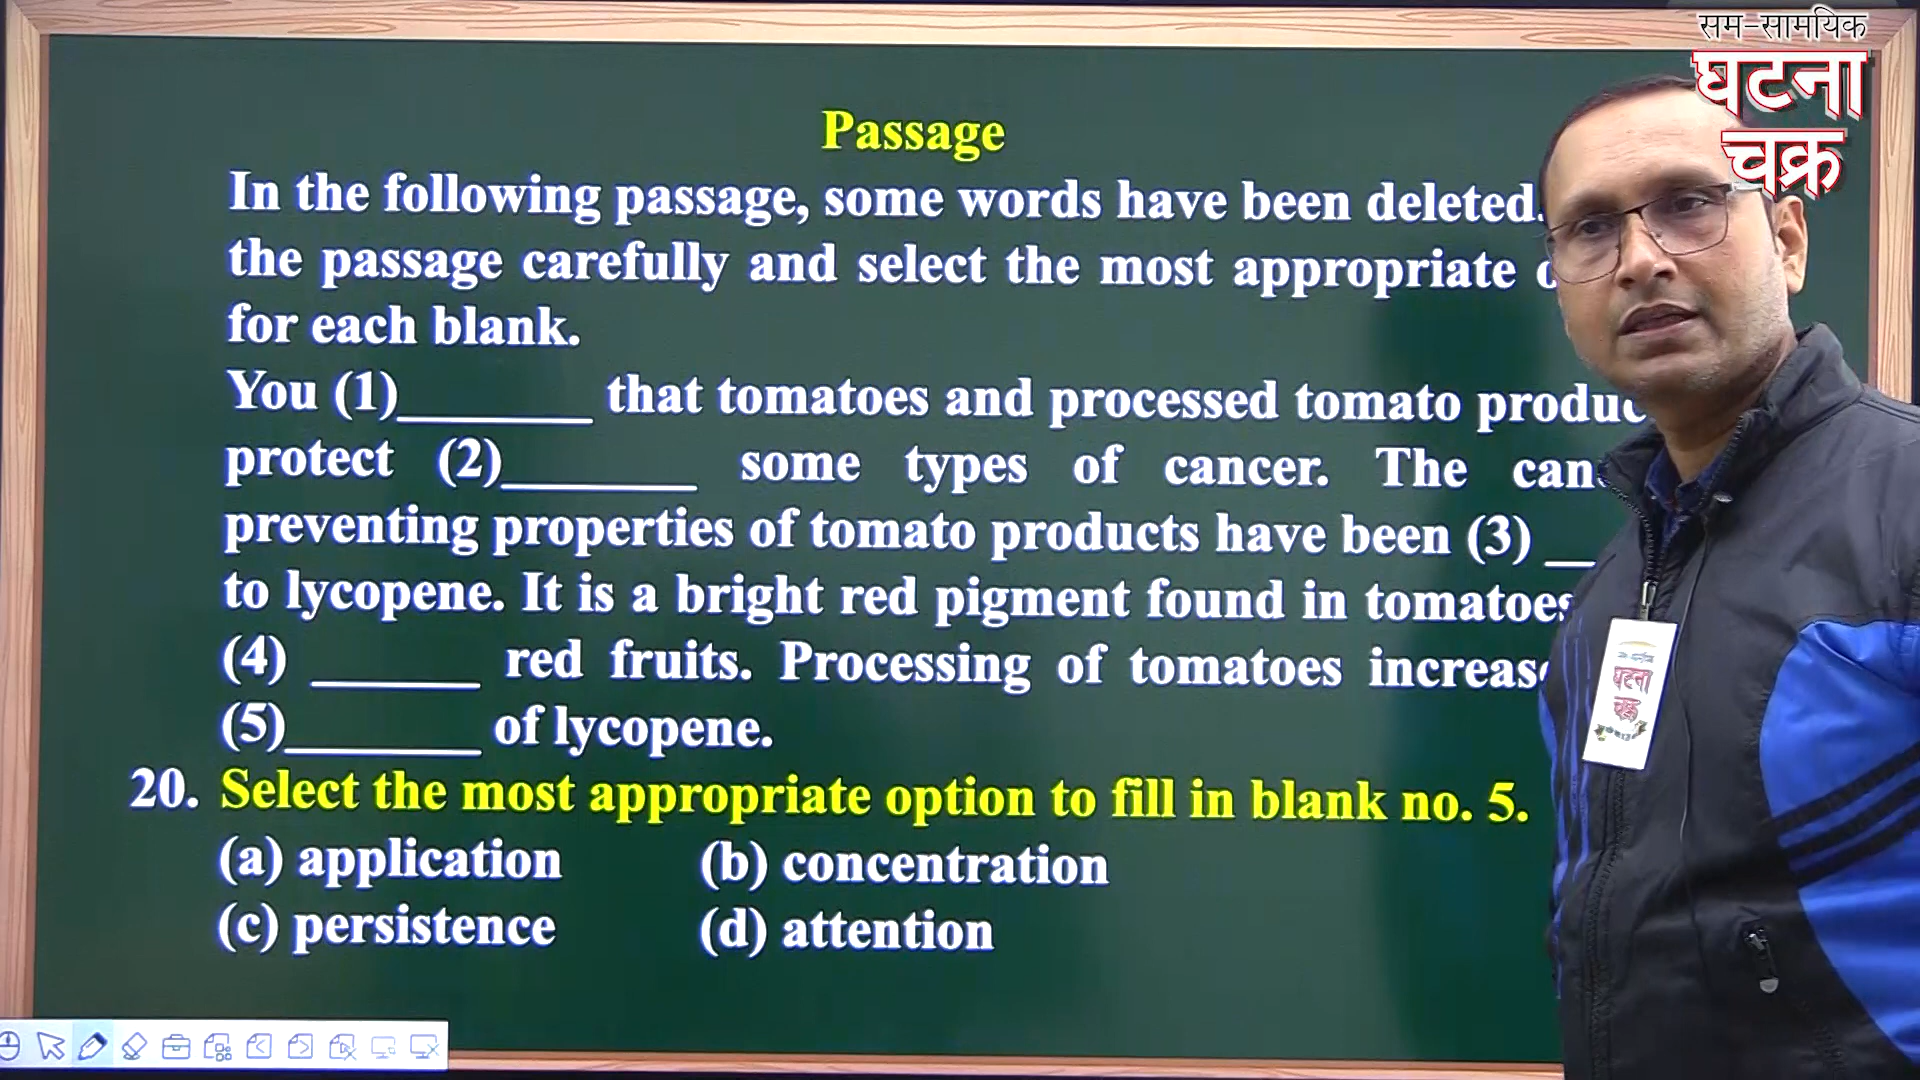 सम-सामयिक
घटना
चक्र
Passage
In the following passage, some words have been deleted.
the passage carefully and select the most appropriate
for each blank.
You (1)________ that tomatoes and processed tomato
protect (2)________ some types of cancer. The
preventing properties of tomato products have been (3) __
to lycopene. It is a bright red pigment found in tomatoes
(4) _______ red fruits. Processing of tomatoes
(5)________ of lycopene.
20. Select the most appropriate option to fill in blank no. 5.
(a) application (b) concentration
(c) persistence (d) attention
घटना
चक्र